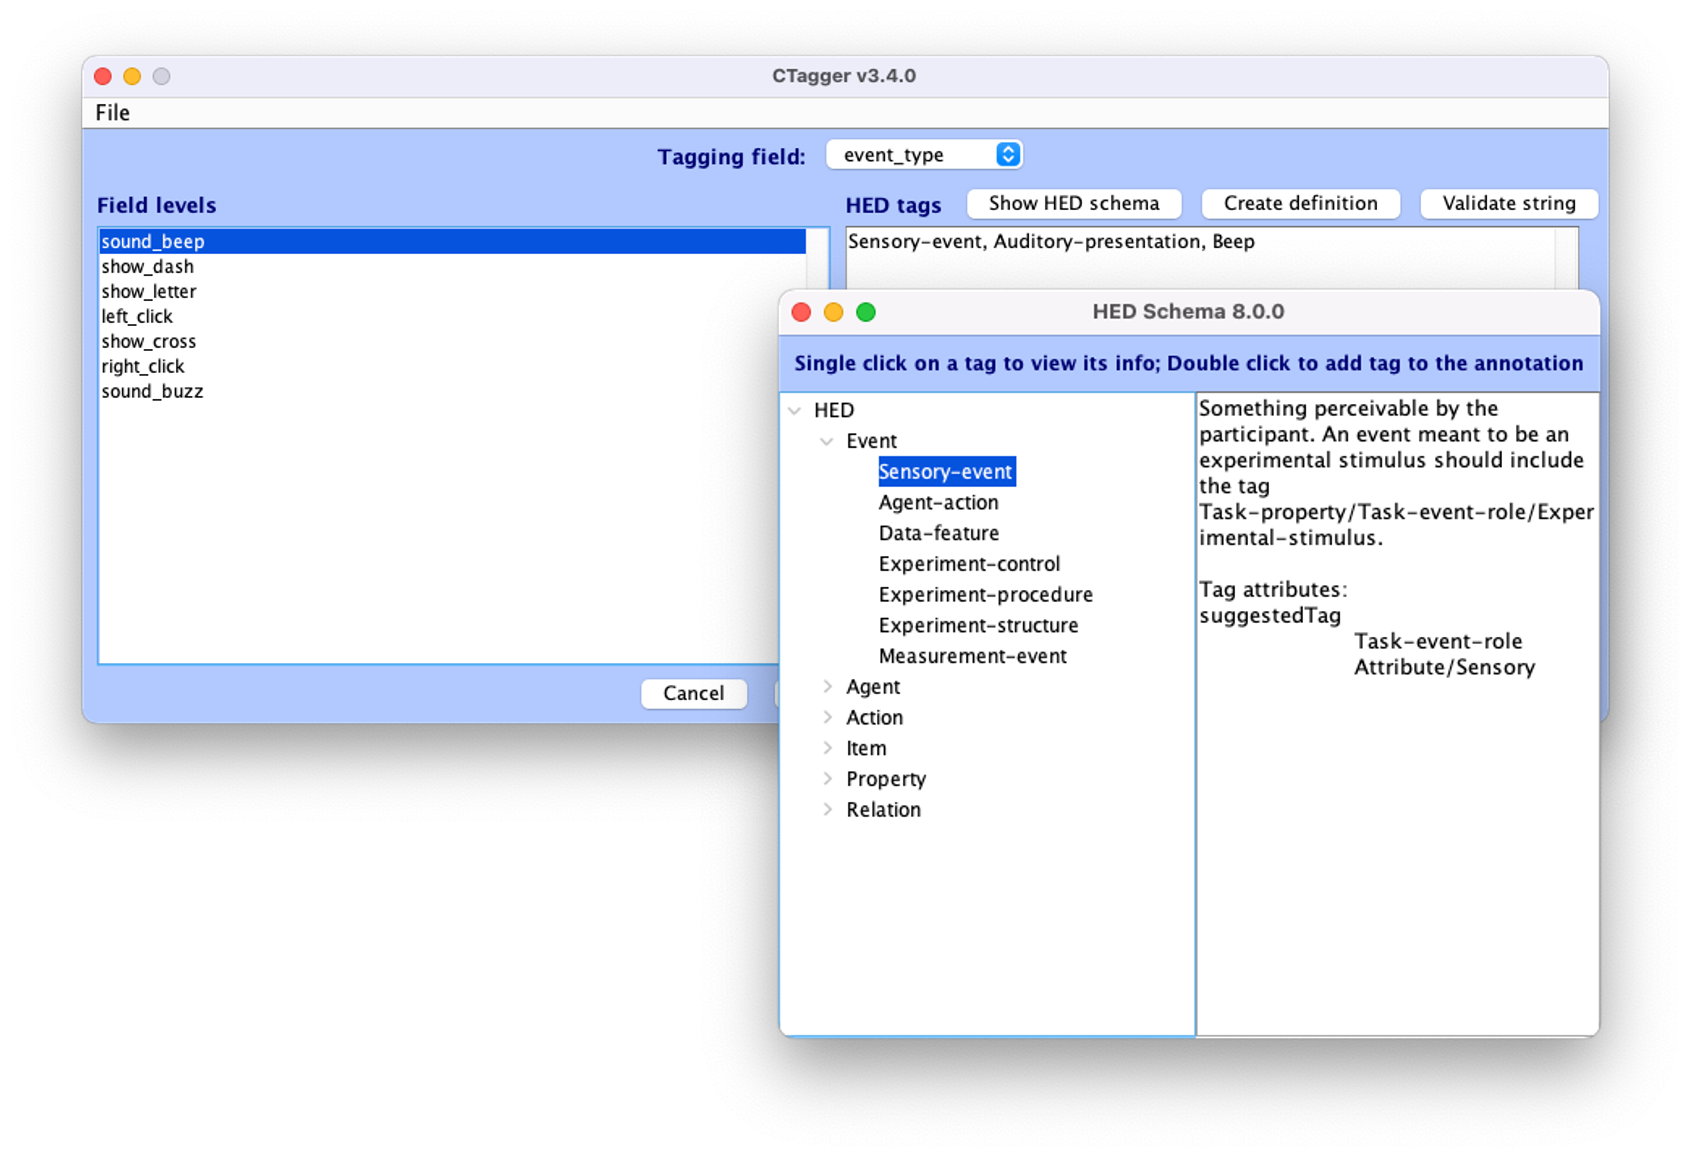 CTagger v3.4.0
File
Tagging field: event_type
Field levels
HED tags Show HED schema Create definition Validate string
sound_beep
show_dash
show_letter
left_click
show_cross
right_click
sound_buzz
Sensory-event, Auditory-presentation, Beep
Cancel
HED Schema 8.0.0
Single click on a tag to view its info; Double click to add tag to the annotation
HED
Event
Sensory-event
Agent-action
Data-feature
Experiment-control
Experiment-procedure
Experiment-structure
Measurement-event
Agent
Action
Item
Property
Relation
Something perceivable by the
participant. An event meant to be an
experimental stimulus should include
the tag
Task-property/Task-event-role/Exper
imental-stimulus.
Tag attributes:
suggestedTag
Task-event-role
Attribute/Sensory